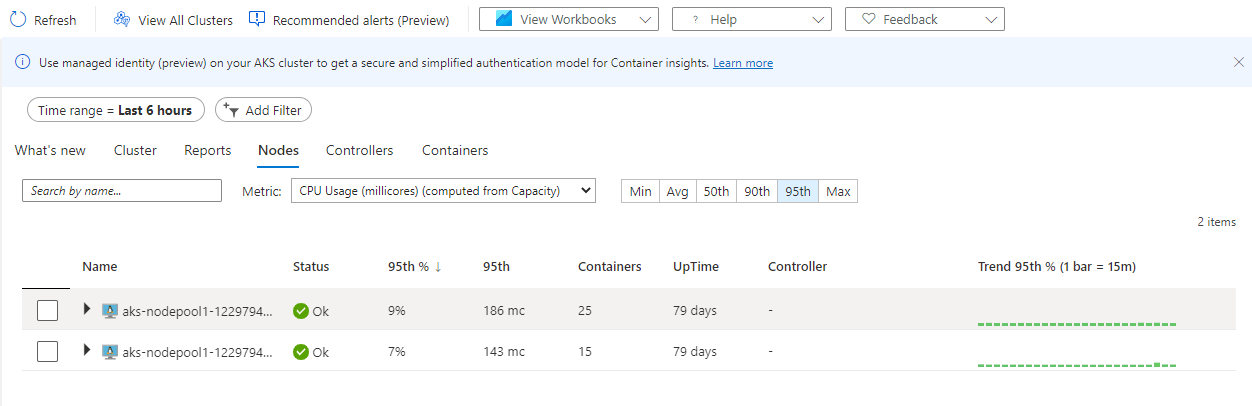 Refresh View All Clusters Recommended alerts (Preview) View Workbooks ? Help Feedback
Use managed identity (preview) on your AKS cluster to get a secure and simplified authentication model for Container insights. Learn more
Time range = Last 6 hours Add Filter
What's new Cluster Reports Nodes Controllers Containers
Search by name... Metric: CPU Usage (millicores) (computed from Capacity) Min Avg 50th 90th 95th Max
2 items
Name Status 95th % ↓ 95th Containers UpTime Controller Trend 95th % (1 bar = 15m)
aks-nodepool1-1229794... Ok 9% 186 mc 25 79 days -
aks-nodepool1-1229794... Ok 7% 143 mc 15 79 days -